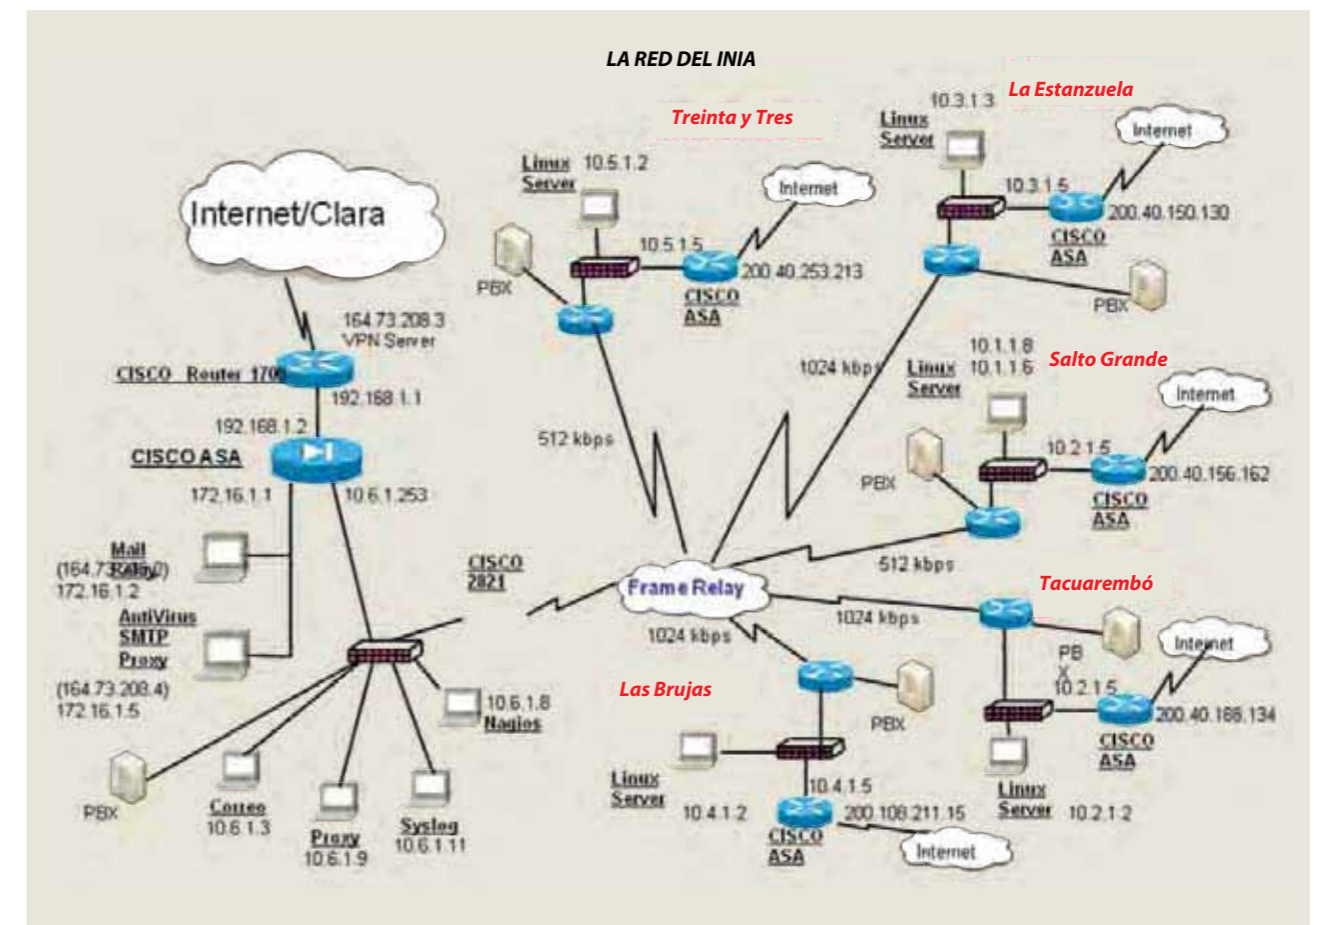 LA RED DEL INIA
Treinta y Tres
La Estanzuela
10.3.1.3
Linux
Server
Internet
10.3.1.5
200.40.150.130
CISCO
ASA
PBX
1024 kbps
Linux
Server
10.5.1.2
Internet
PBX
10.5.1.5
200.40.253.213
CISCO
ASA
512 kbps
Internet/Clara
164.73.208.3
VPN Server
CISCO Router 1700
192.168.1.1
192.168.1.2
CISCO ASA
172.16.1.1
10.6.1.253
Mail
Relay
172.16.1.2
AntiVirus
SMTP
Proxy
(164.73.208.4)
172.16.1.5
CISCO
2821
PBX
Correo
10.6.1.3
Proxy
10.6.1.9
Syslog
10.6.1.11
10.6.1.8
Nagios
Frame Relay
Salto Grande
10.1.1.8
10.1.1.6
Linux
Server
Internet
10.2.1.5
200.40.156.162
CISCO
ASA
PBX
512 kbps
Tacuarembó
1024 kbps
PB
X
Internet
10.2.1.5
200.40.188.134
CISCO
ASA
Linux
Server
10.2.1.2
Las Brujas
1024 kbps
PBX
Linux
Server
10.4.1.2
10.4.1.5
200.108.211.15
CISCO
ASA
Internet